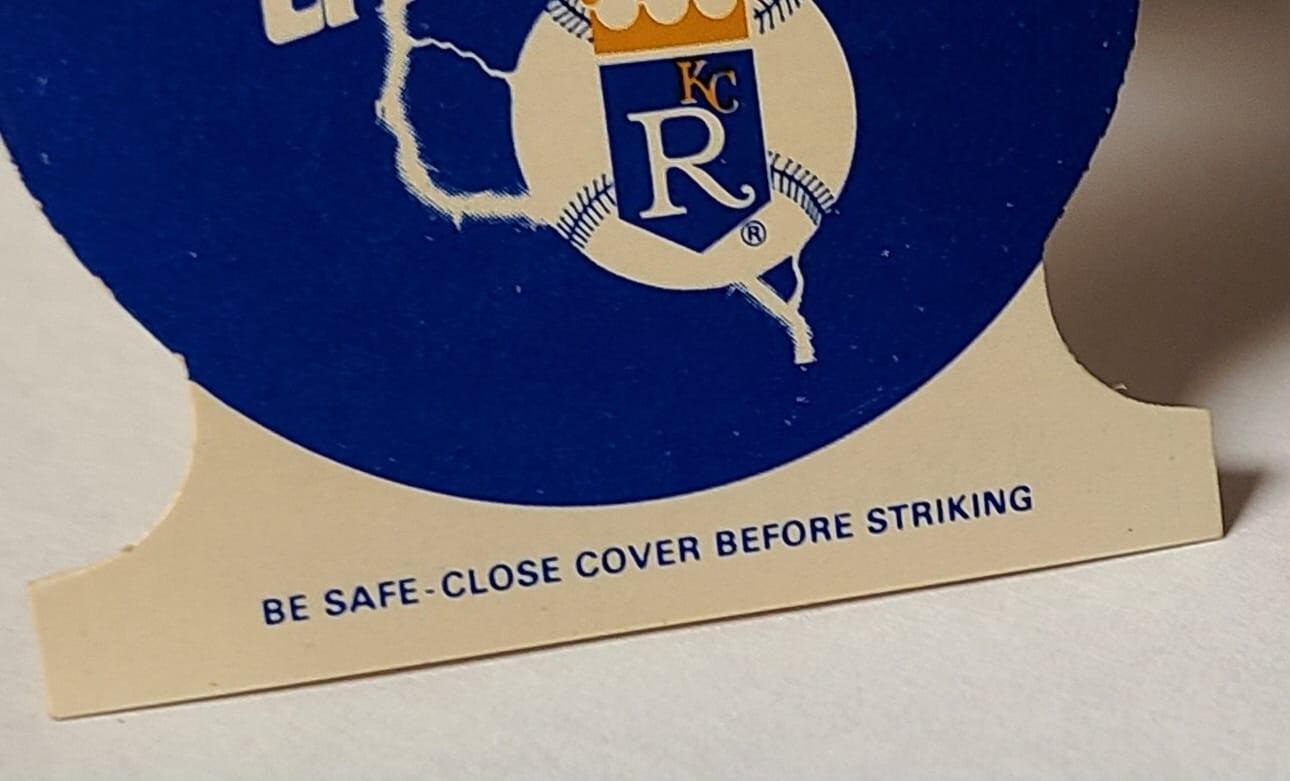 KC
R
®
BE SAFE-CLOSE COVER BEFORE STRIKING